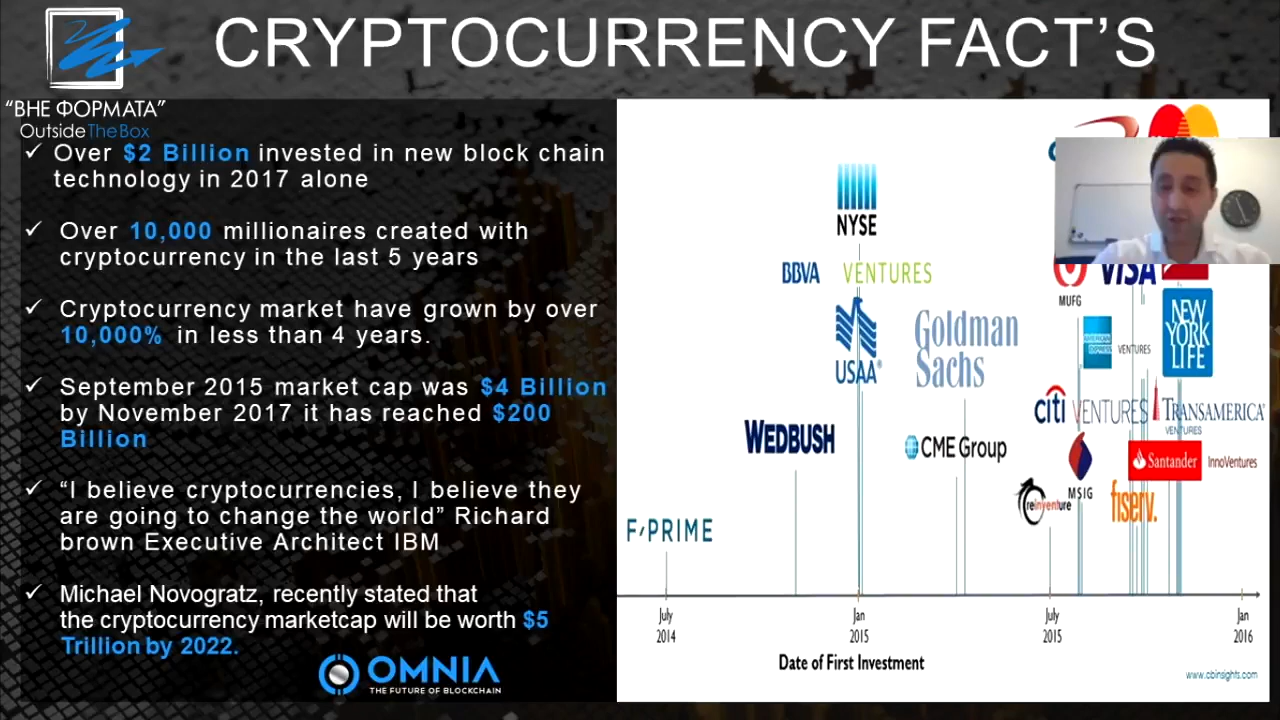 CRYPTOCURRENCY FACT'S
"ВНЕ ФОРМАТА"
OutsideTheBox
Over $2 Billion invested in new block chain
technology in 2017 alone
Over 10,000 millionaires created with
cryptocurrency in the last 5 years
Cryptocurrency market have grown by over
10,000% in less than 4 years.
September 2015 market cap was $4 Billion
by November 2017 it has reached $200
Billion
“I believe cryptocurrencies, I believe they
are going to change the world” Richard
brown Executive Architect IBM
Michael Novogratz, recently stated that
the cryptocurrency marketcap will be worth $5
Trillion by 2022.
OMNIA
THE FUTURE OF BLOCKCHAIN
NYSE
BBVA VENTURES
USAA
Goldman
Sachs
WEDBUSH
CME Group
F-PRIME
MUFG
VISA
AMERICAN
EXPRESS
VENTURES
NEW
YORK
LIFE
citi VENTURES
TRANSAMERICA
VENTURES
MSIG
Santander InnoVentures
reinventure
fiserv.
July
2014
Jan
2015
July
2015
Jan
2016
Date of First Investment
www.cbinsights.com